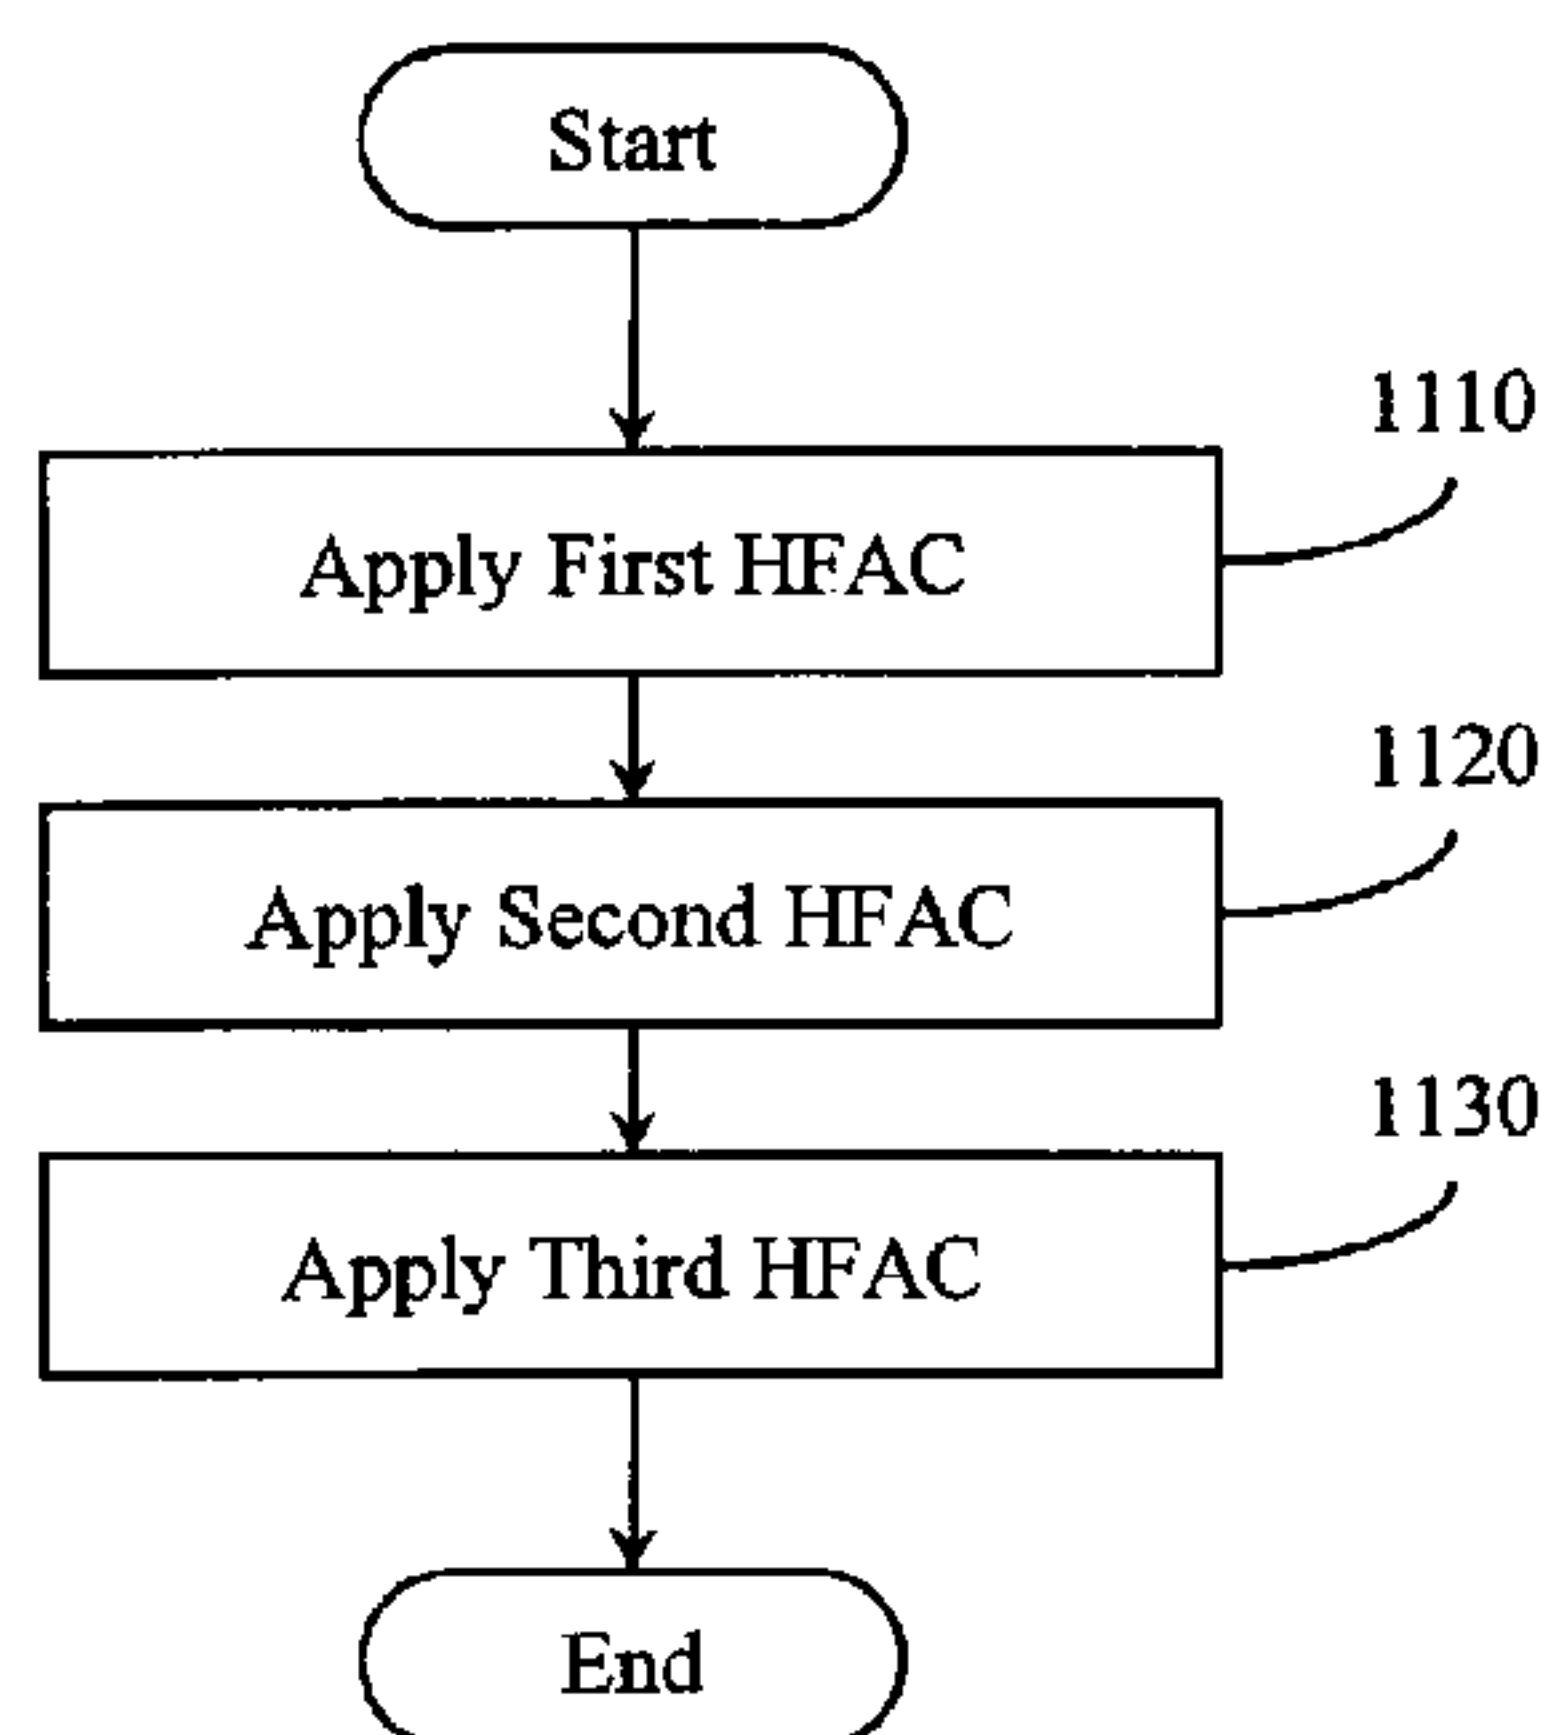 Start
1110
Apply First HFAC
1120
Apply Second HFAC
1130
Apply Third HFAC
End